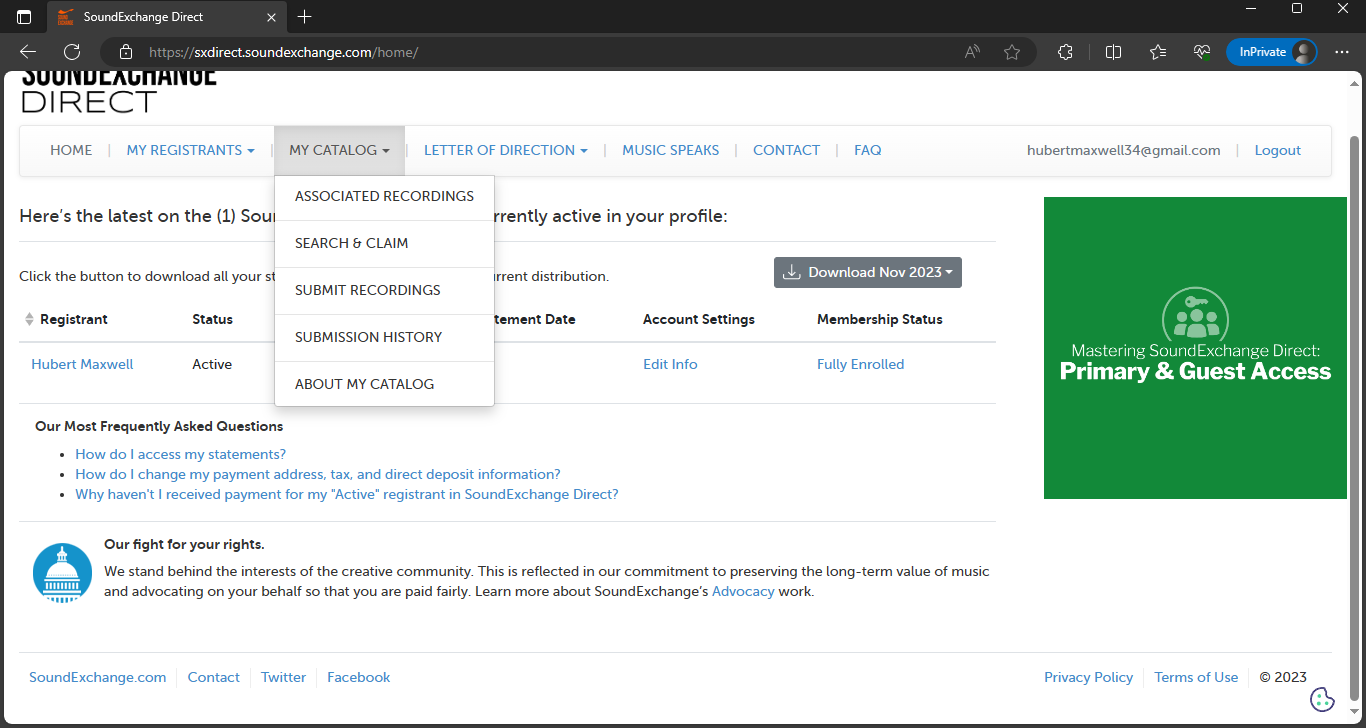 SoundExchange Direct
https://sxdirect.soundexchange.com/home/
InPrivate
SOUNDEXCHANGE
DIRECT
HOME | MY REGISTRANTS | MY CATALOG | LETTER OF DIRECTION | MUSIC SPEAKS | CONTACT | FAQ hubertmaxwell34@gmail.com | Logout
ASSOCIATED RECORDINGS
SEARCH & CLAIM
SUBMIT RECORDINGS
SUBMISSION HISTORY
ABOUT MY CATALOG
Here’s the latest on the (1) Sou rrently active in your profile:
Click the button to download all your st rrent distribution.
Download Nov 2023
Registrant Status tement Date Account Settings Membership Status
Hubert Maxwell Active Edit Info Fully Enrolled
Our Most Frequently Asked Questions
• How do I access my statements?
• How do I change my payment address, tax, and direct deposit information?
• Why haven't I received payment for my "Active" registrant in SoundExchange Direct?
Our fight for your rights.
We stand behind the interests of the creative community. This is reflected in our commitment to preserving the long-term value of music
and advocating on your behalf so that you are paid fairly. Learn more about SoundExchange’s Advocacy work.
Mastering SoundExchange Direct:
Primary & Guest Access
SoundExchange.com Contact Twitter Facebook
Privacy Policy Terms of Use © 2023